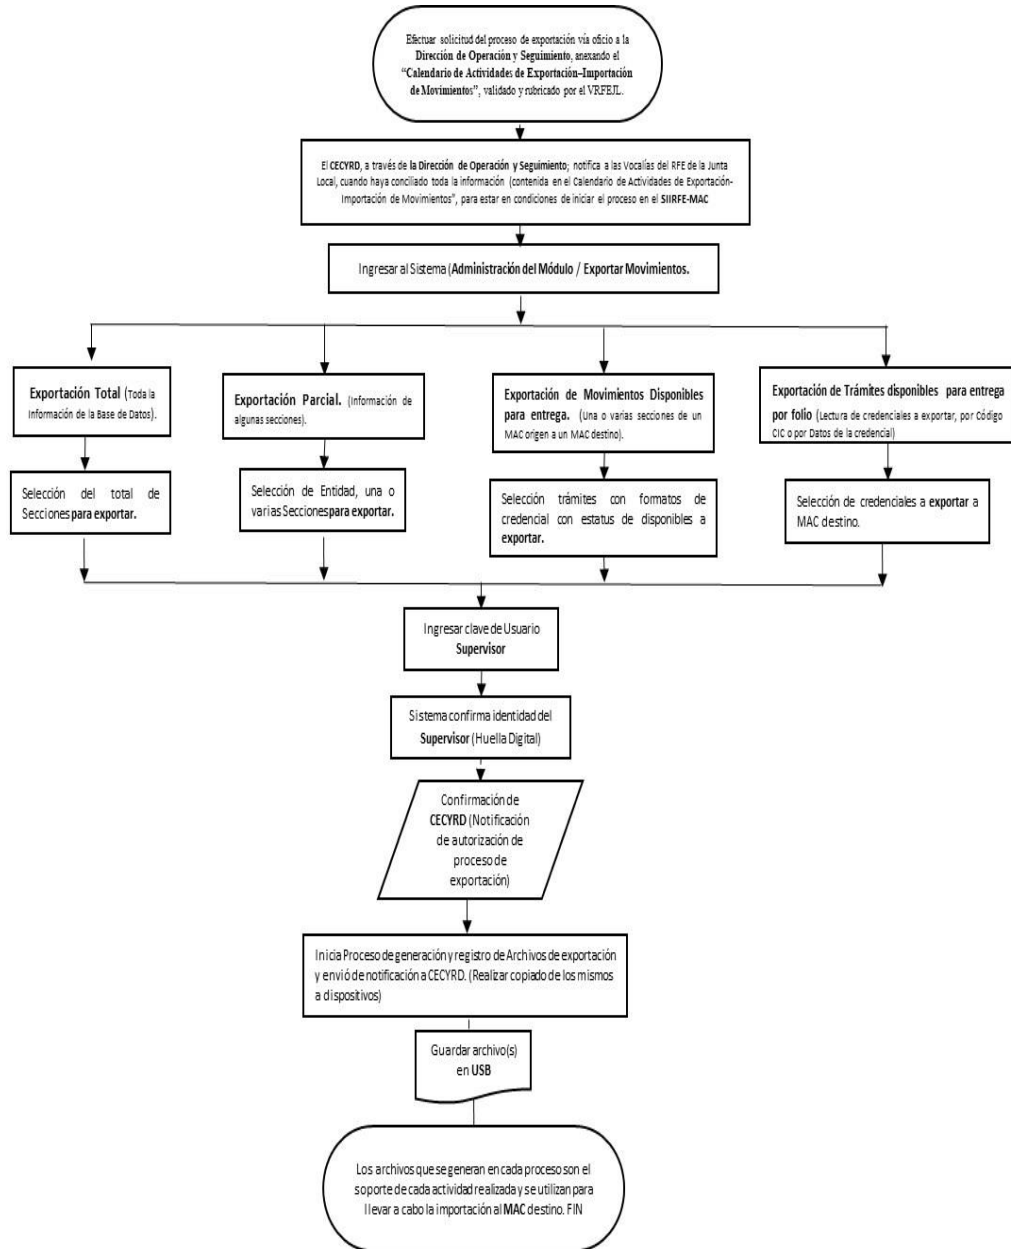 Efectuar solicitud del proceso de exportación vía oficio a la
Dirección de Operación y Seguimiento, anexando el
“Calendario de Actividades de Exportación–Importación
de Movimientos”, validado y rubricado por el VRFEJL.
El CECYRD, a través de la Dirección de Operación y Seguimiento; notifica a las Vocalías del RFE de la Junta
Local, cuando haya conciliado toda la información (contenida en el Calendario de Actividades de Exportación-
Importación de Movimientos”, para estar en condiciones de iniciar el proceso en el SIIRFE-MAC
Ingresar al Sistema (Administración del Módulo / Exportar Movimientos.
Exportación Total (Toda la
Información de la Base de Datos).
Exportación Parcial. (Información de
algunas secciones).
Exportación de Movimientos Disponibles
para entrega. (Una o varias secciones de un
MAC origen a un MAC destino).
Exportación de Trámites disponibles para entrega
por folio (Lectura de credenciales a exportar, por Código
CIC o por Datos de la credencial)
Selección del total de
Secciones para exportar.
Selección de Entidad, una o
varias Secciones para exportar.
Selección trámites con formatos de
credencial con estatus de disponibles a
exportar.
Selección de credenciales a exportar a
MAC destino.
Ingresar clave de Usuario
Supervisor
Sistema confirma identidad del
Supervisor (Huella Digital)
Confirmación de
CECYRD (Notificación
de autorización de
proceso de
exportación)
Inicia Proceso de generación y registro de Archivos de exportación
y envió de notificación a CECYRD. (Realizar copiado de los mismos
a dispositivos)
Guardar archivo(s)
en USB
Los archivos que se generan en cada proceso son el
soporte de cada actividad realizada y se utilizan para
llevar a cabo la importación al MAC destino. FIN